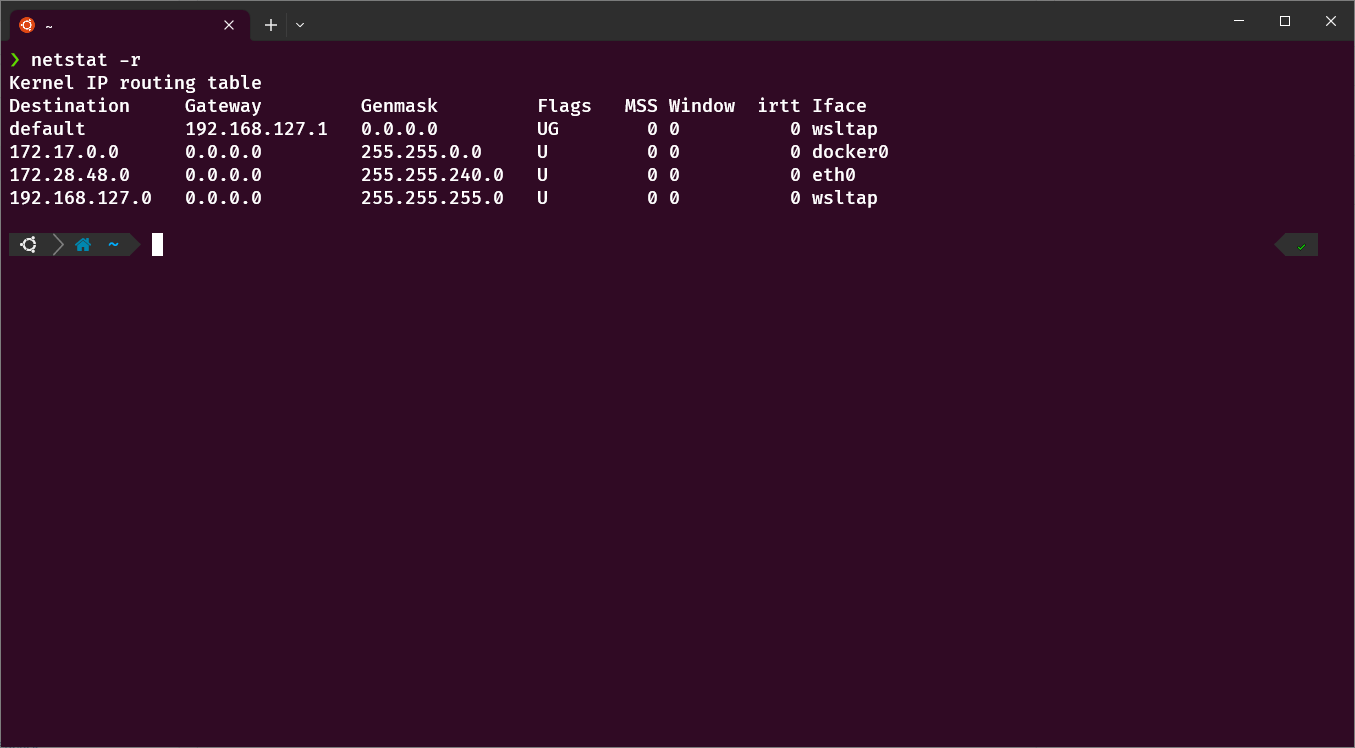 ~
❯ netstat -r
Kernel IP routing table
Destination     Gateway         Genmask         Flags   MSS Window  irtt Iface
default         192.168.127.1   0.0.0.0         UG        0 0          0 wsltap
172.17.0.0      0.0.0.0         255.255.0.0     U         0 0          0 docker0
172.28.48.0     0.0.0.0         255.255.240.0   U         0 0          0 eth0
192.168.127.0   0.0.0.0         255.255.255.0   U         0 0          0 wsltap
~